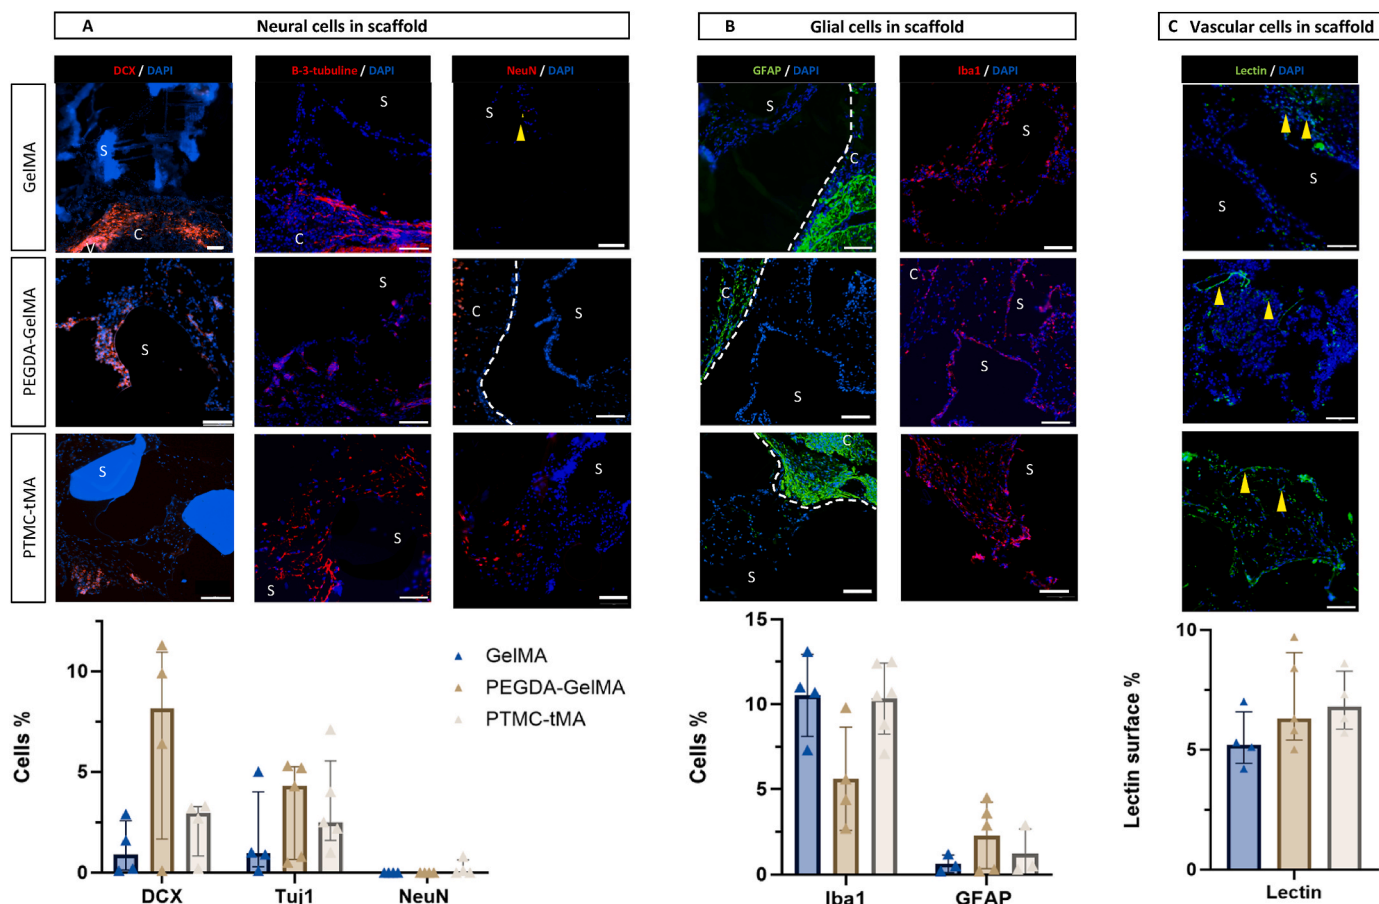 A Neural cells in scaffold
B Glial cells in scaffold
C Vascular cells in scaffold
DCX / DAPI
B-3-tubuline / DAPI
NeuN / DAPI
GFAP / DAPI
Iba1 / DAPI
Lectin / DAPI
GelMA
S
C
V
S
C
S
S
C
S
S
S
PEGDA-GelMA
S
S
C
S
C
S
C
S
S
PTMC-tMA
S
S
S
S
C
S
S
Cells %
10
5
0
DCX
Tuj1
NeuN
GelMA
PEGDA-GelMA
PTMC-tMA
Cells %
15
10
5
0
Iba1
GFAP
Lectin surface %
10
5
0
Lectin